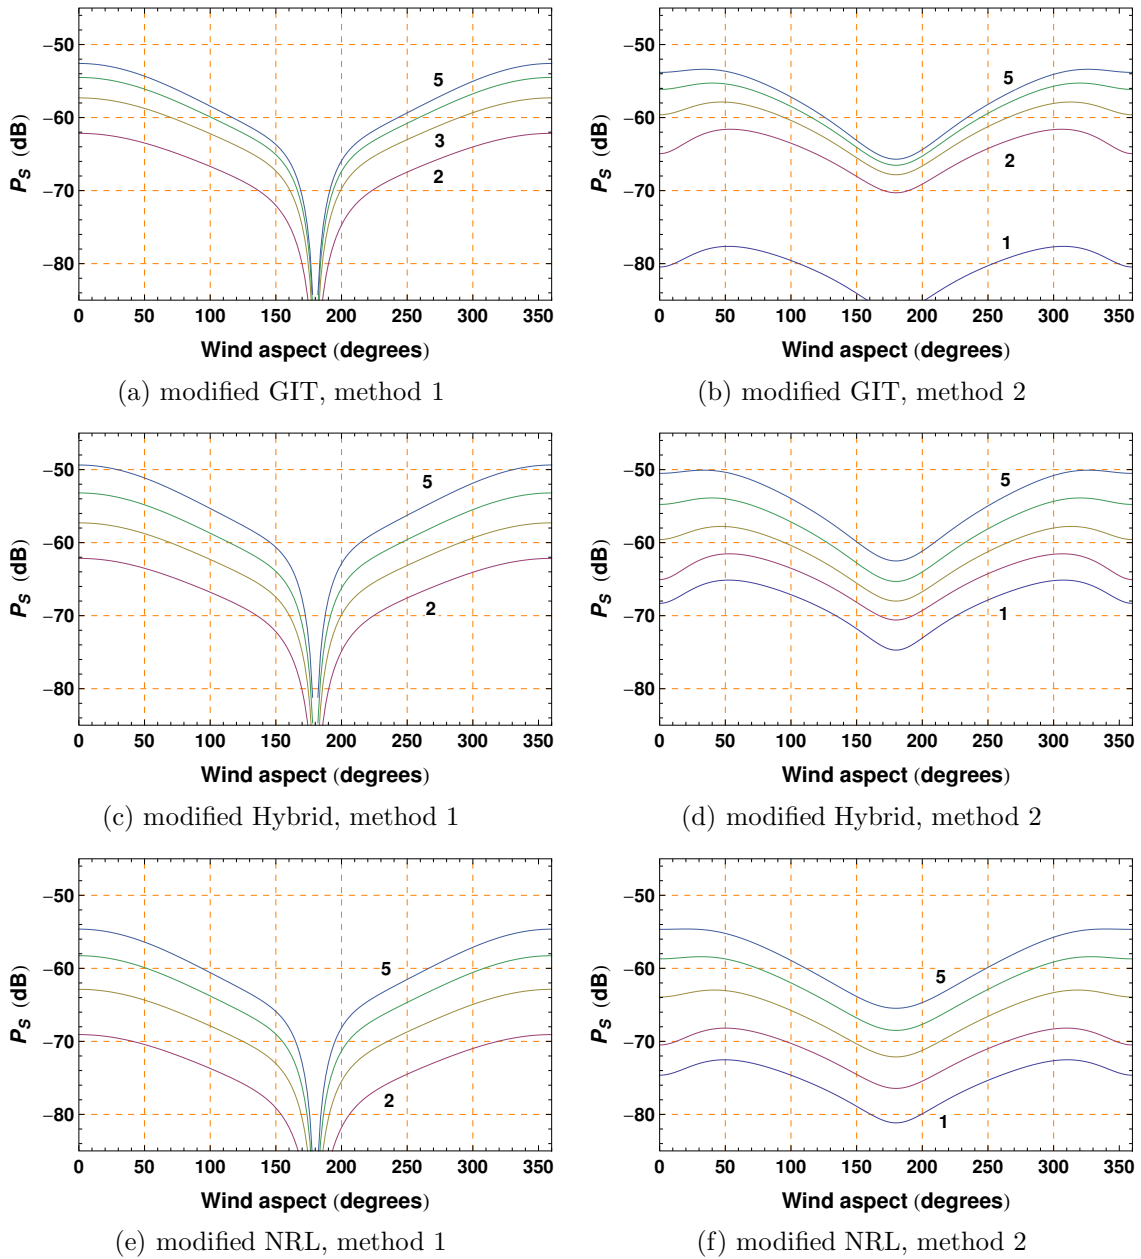 −50
−60
−70
−80
P_S (dB)
5
3
2
0 50 100 150 200 250 300 350
Wind aspect (degrees)
(a) modified GIT, method 1
−50
−60
−70
−80
P_S (dB)
5
2
1
0 50 100 150 200 250 300 350
Wind aspect (degrees)
(b) modified GIT, method 2
−50
−60
−70
−80
P_S (dB)
5
2
0 50 100 150 200 250 300 350
Wind aspect (degrees)
(c) modified Hybrid, method 1
−50
−60
−70
−80
P_S (dB)
5
1
0 50 100 150 200 250 300 350
Wind aspect (degrees)
(d) modified Hybrid, method 2
−50
−60
−70
−80
P_S (dB)
5
2
0 50 100 150 200 250 300 350
Wind aspect (degrees)
(e) modified NRL, method 1
−50
−60
−70
−80
P_S (dB)
5
1
0 50 100 150 200 250 300 350
Wind aspect (degrees)
(f) modified NRL, method 2